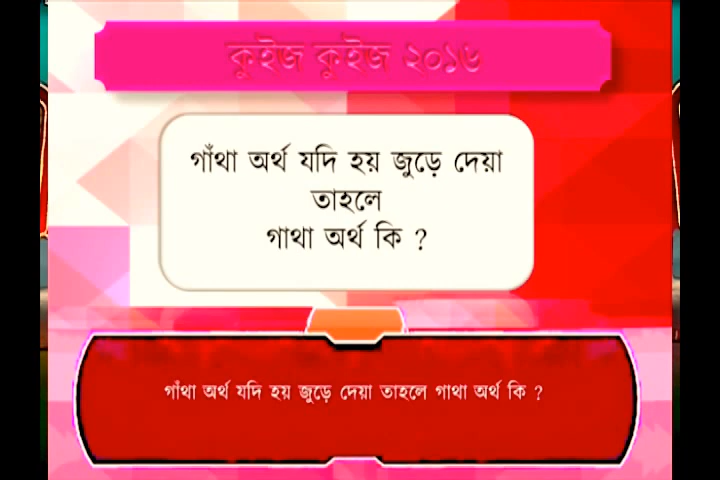 কুইজ কুইজ ২০১৬
গাঁথা অর্থ যদি হয় জুড়ে দেয়া
তাহলে
গাথা অর্থ কি ?
গাঁথা অর্থ যদি হয় জুড়ে দেয়া তাহলে গাথা অর্থ কি ?